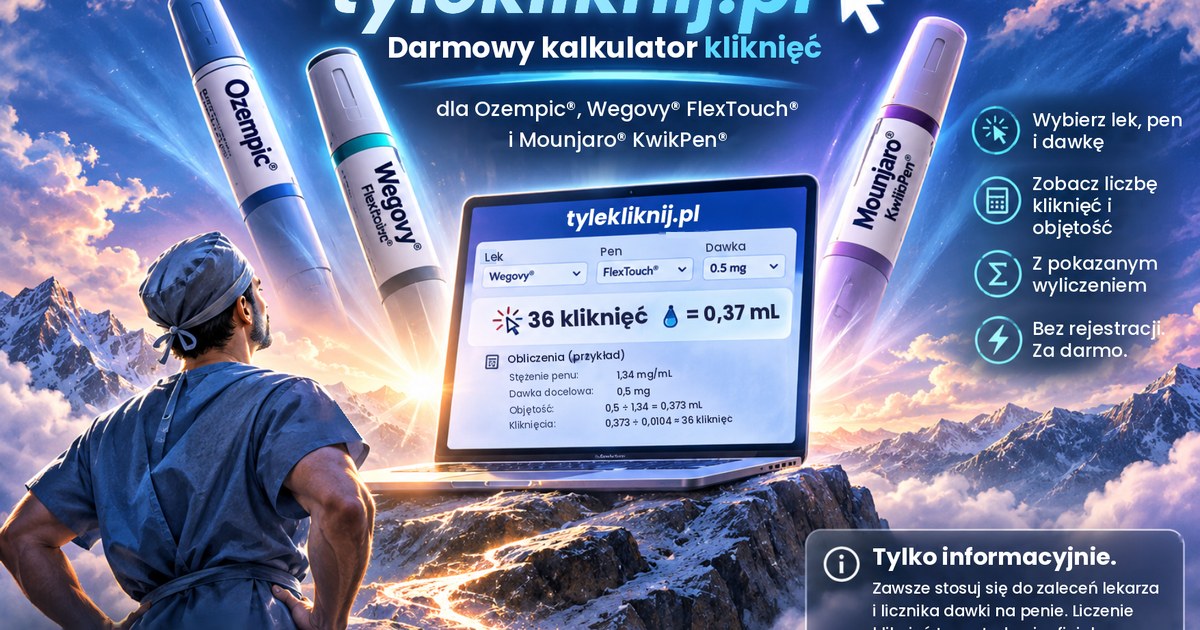 tylekliknij.pl
Darmowy kalkulator kliknięć
dla Ozempic®, Wegovy® FlexTouch®
i Mounjaro® KwikPen®
Ozempic®
Wegovy®
Mounjaro®
tylekliknij.pl
Lek
Pen
Dawka
Wegovy®
FlexTouch®
0.5 mg
36 kliknięć = 0,37 mL
Obliczenia (przykład)
Stężenie penu: 1,34 mg/mL
Dawka docelowa: 0,5 mg
Objętość: 0,5 ÷ 1,34 = 0,373 mL
Kliknięcia: 0,373 ÷ 0,0104 = 36 kliknięć
Wybierz lek, pen
i dawkę
Zobacz liczbę
kliknięć i
objętość
Z pokazanym
wyliczeniem
Bez rejestracji.
Za darmo.
Tylko informacyjnie.
Zawsze stosuj się do zaleceń lekarza
i licznika dawki na penie. Liczenie